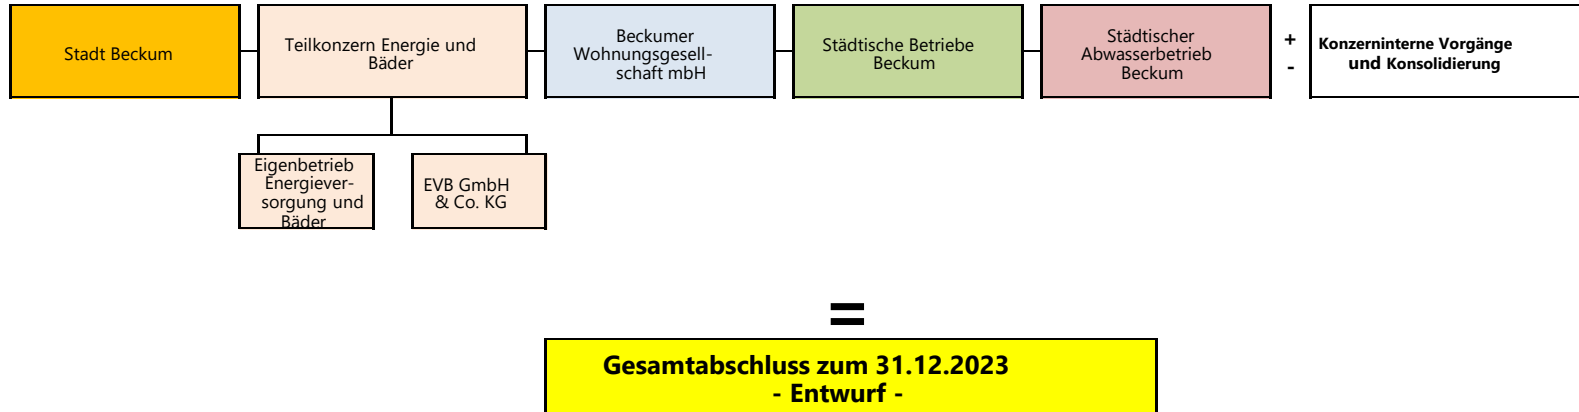 Stadt Beckum
Teilkonzern Energie und
Bäder
Beckumer
Wohnungsgesell-
schaft mbH
Städtische Betriebe
Beckum
Städtischer
Abwasserbetrieb
Beckum
+
-
Konzerninterne Vorgänge
und Konsolidierung
Eigenbetrieb
Energiever-
sorgung und
Bäder
EVB GmbH
& Co. KG
=
Gesamtabschluss zum 31.12.2023
- Entwurf -